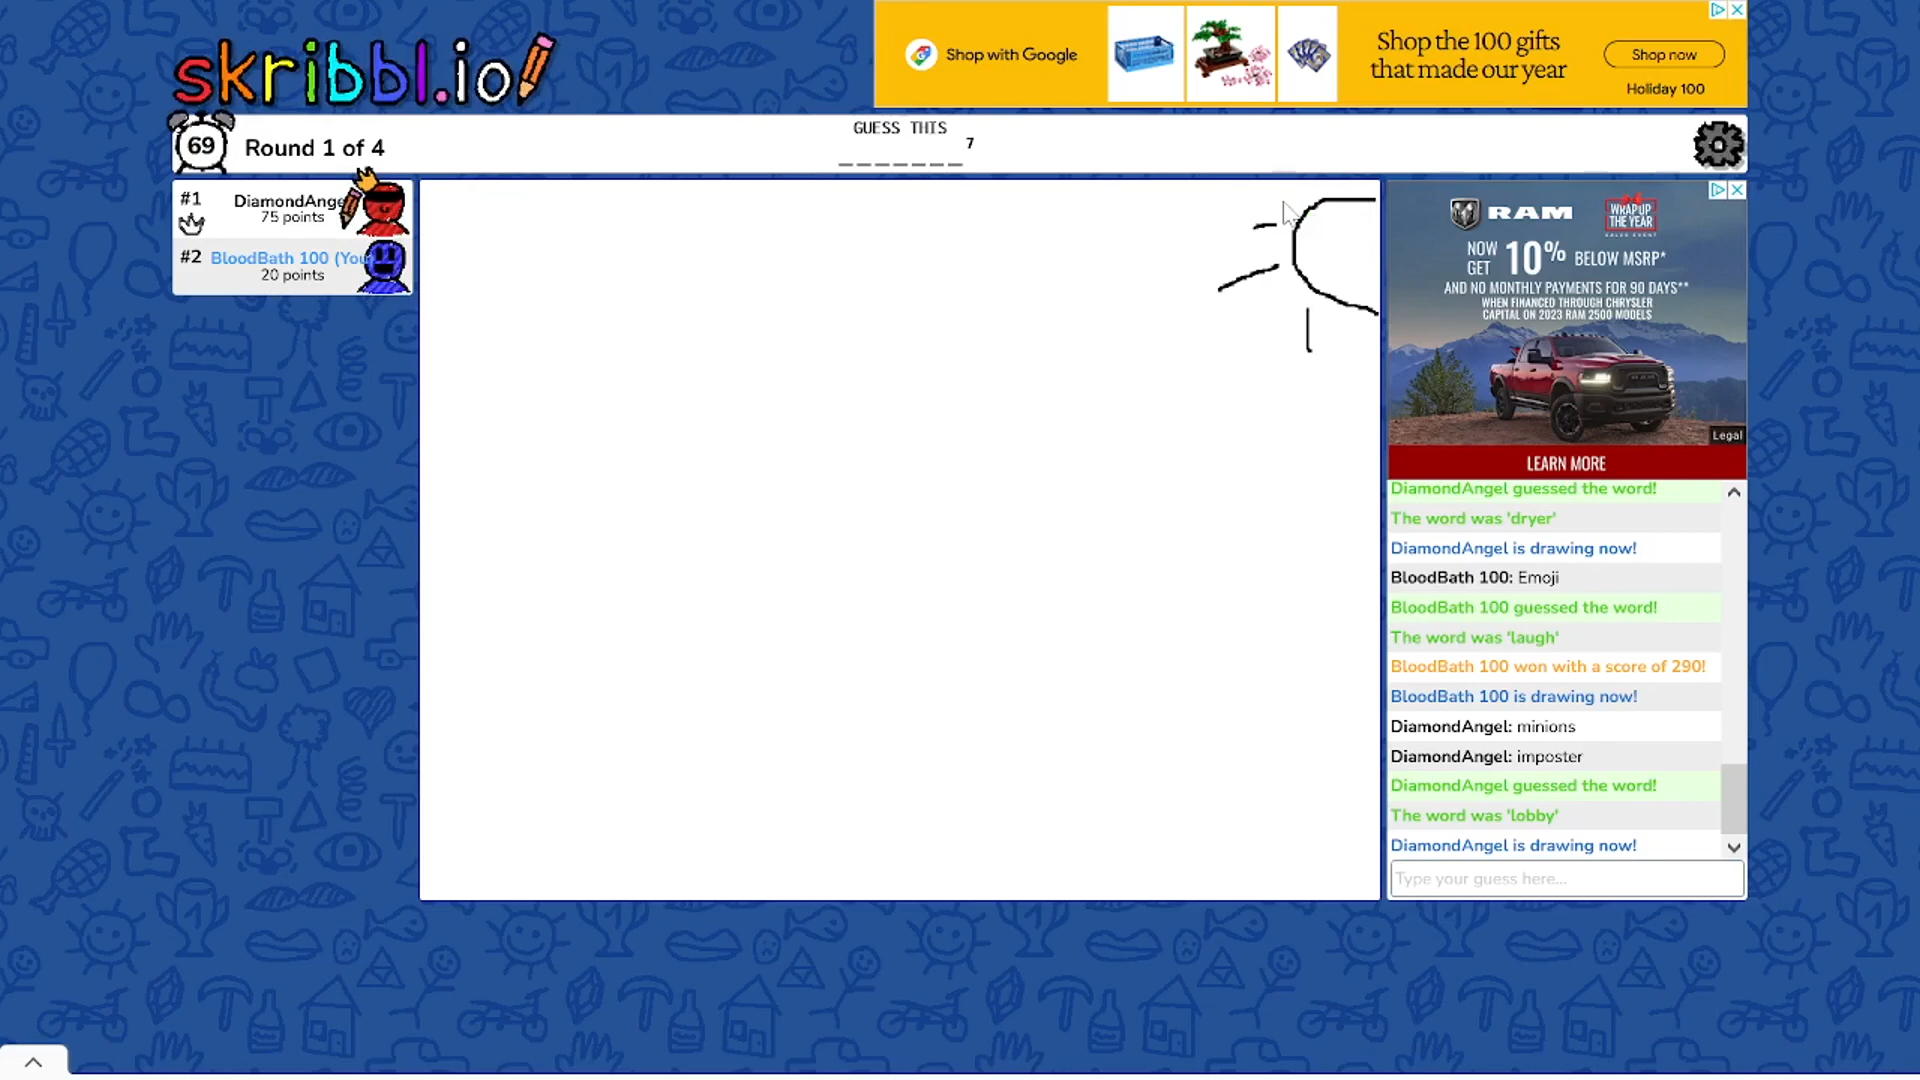 skribbl.io
Shop with Google
Shop the 100 gifts
that made our year
Shop now
Holiday 100
69
Round 1 of 4
GUESS THIS
_ _ _ _ _ _ _ 7
#1
DiamondAnge
75 points
#2
BloodBath 100 (You
20 points
RAM
WRAP UP
THE YEAR
SALES EVENT
NOW
GET
10%
BELOW MSRP*
AND NO MONTHLY PAYMENTS FOR 90 DAYS**
WHEN FINANCED THROUGH CHRYSLER
CAPITAL ON 2023 RAM 2500 MODELS
Legal
LEARN MORE
DiamondAngel guessed the word!
The word was 'dryer'
DiamondAngel is drawing now!
BloodBath 100: Emoji
BloodBath 100 guessed the word!
The word was 'laugh'
BloodBath 100 won with a score of 290!
BloodBath 100 is drawing now!
DiamondAngel: minions
DiamondAngel: imposter
DiamondAngel guessed the word!
The word was 'lobby'
DiamondAngel is drawing now!
Type your guess here...